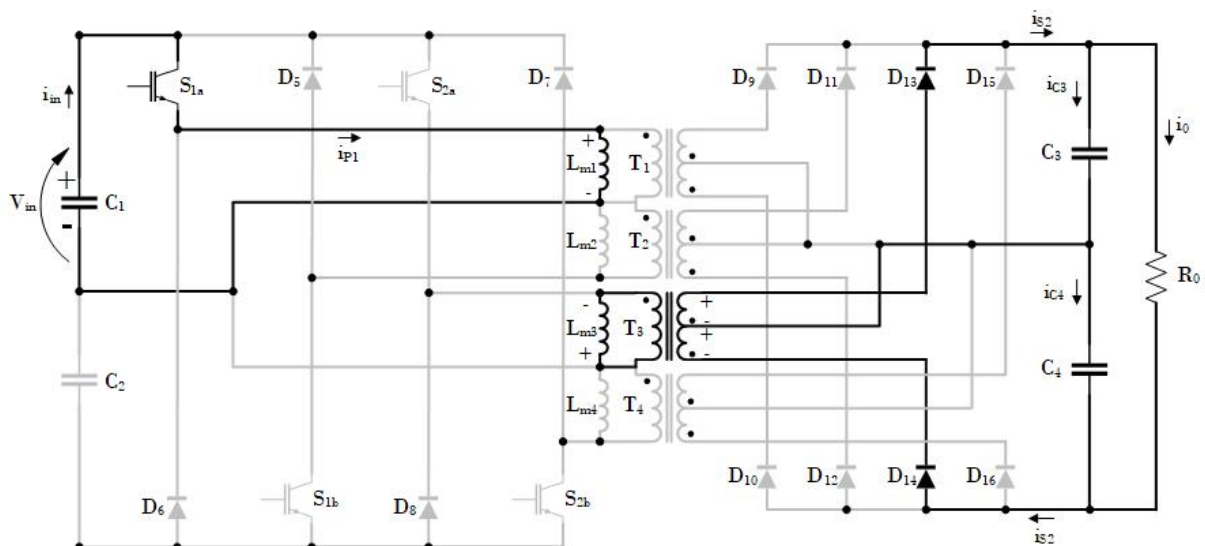 i_S2
D_5
D_7
D_9
D_11
D_13
D_15
S_1a
S_2a
i_in
i_C3
i_0
+
i_P1
L_m1
T_1
-
C_3
V_in
+
-
C_1
L_m2
T_2
R_0
-
L_m3
+
T_3
+
-
+
-
i_C4
C_2
C_4
L_m4
T_4
D_6
S_1b
D_8
S_2b
D_10
D_12
D_14
D_16
i_S2